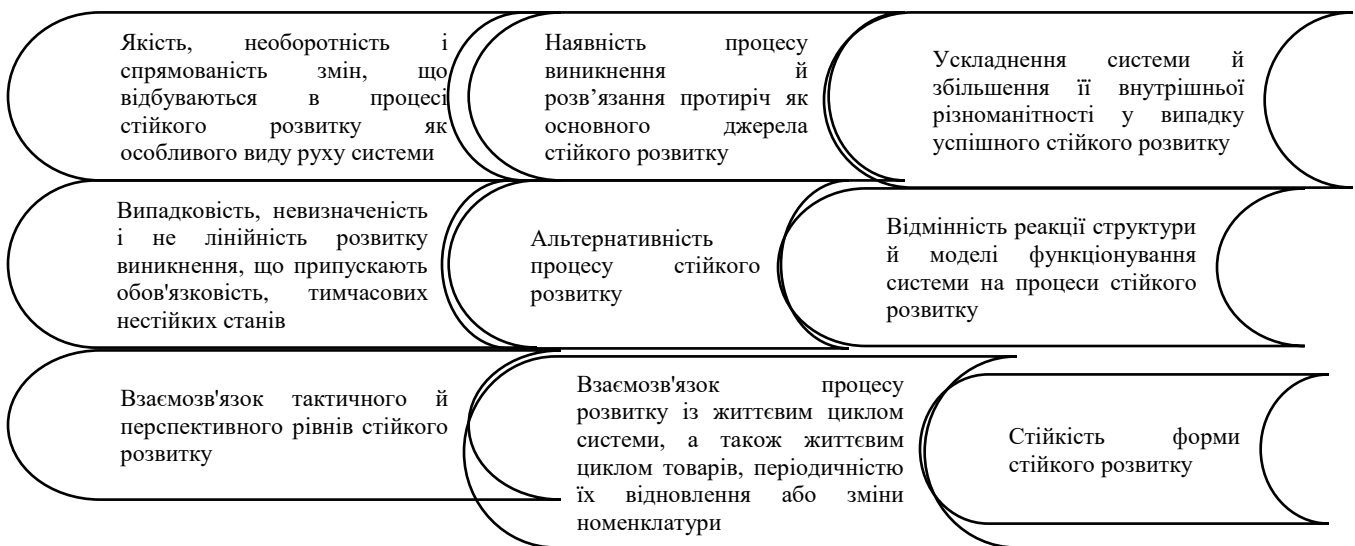 Якість, необоротність і
спрямованість змін, що
відбуваються в процесі
стійкого розвитку як
особливого виду руху системи
Наявність процесу
виникнення й
розв’язання протиріч як
основного джерела
стійкого розвитку
Ускладнення системи й
збільшення її внутрішньої
різноманітності у випадку
успішного стійкого розвитку
Випадковість, невизначеність
і не лінійність розвитку
виникнення, що припускають
обов'язковість, тимчасових
нестійких станів
Альтернативність
процесу стійкого
розвитку
Відмінність реакції структури
й моделі функціонування
системи на процеси стійкого
розвитку
Взаємозв'язок тактичного й
перспективного рівнів стійкого
розвитку
Взаємозв'язок процесу
розвитку із життєвим циклом
системи, а також життєвим
циклом товарів, періодичністю
їх відновлення або зміни
номенклатури
Стійкість форми
стійкого розвитку